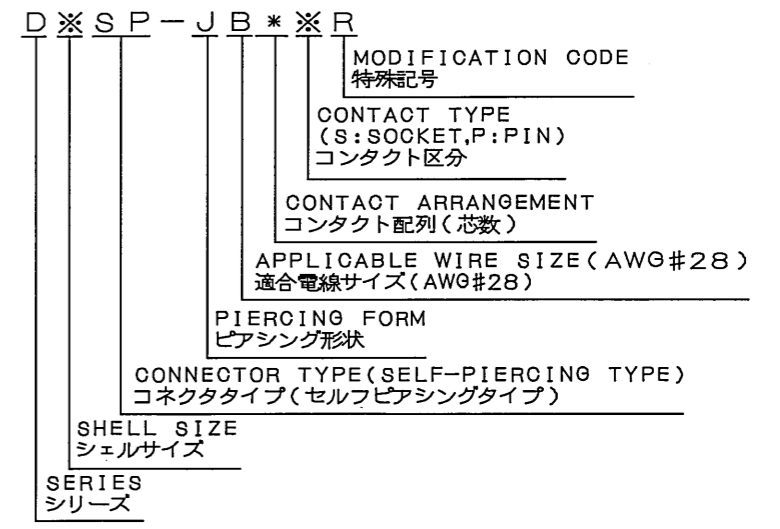 D※SP-JB*※R
MODIFICATION CODE
特殊記号
CONTACT TYPE
(S:SOCKET,P:PIN)
コンタクト区分
CONTACT ARRANGEMENT
コンタクト配列(芯数)
APPLICABLE WIRE SIZE(AWG#28)
適合電線サイズ(AWG#28)
PIERCING FORM
ピアシング形状
CONNECTOR TYPE(SELF-PIERCING TYPE)
コネクタタイプ(セルフピアシングタイプ)
SHELL SIZE
シェルサイズ
SERIES
シリーズ